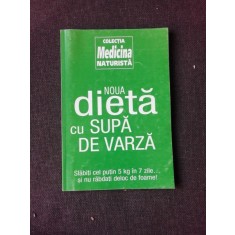 COLECȚIA
Medicina
NATURISTĂ
NOUA
dietă
cu SUPĂ
DE VARZĂ
Slăbiți cel puțin 5 kg în 7 zile...
și nu răbdați deloc de foame!